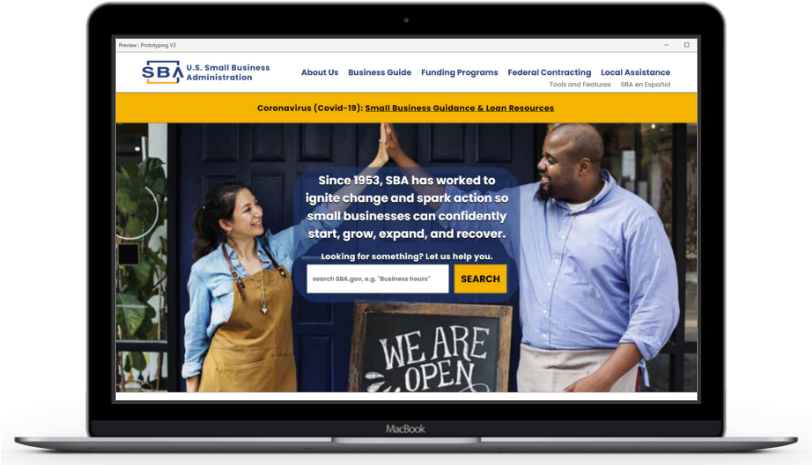 Preview: Prototyping V3
SBA U.S. Small Business
Administration
About Us Business Guide Funding Programs Federal Contracting Local Assistance
Tools and Features SBA en Español
Coronavirus (Covid-19): Small Business Guidance & Loan Resources
Since 1953, SBA has worked to
ignite change and spark action so
small businesses can confidently
start, grow, expand, and recover.
Looking for something? Let us help you.
search SBA.gov, e.g. "Business hours"
SEARCH
WE ARE
OPEN
MacBook